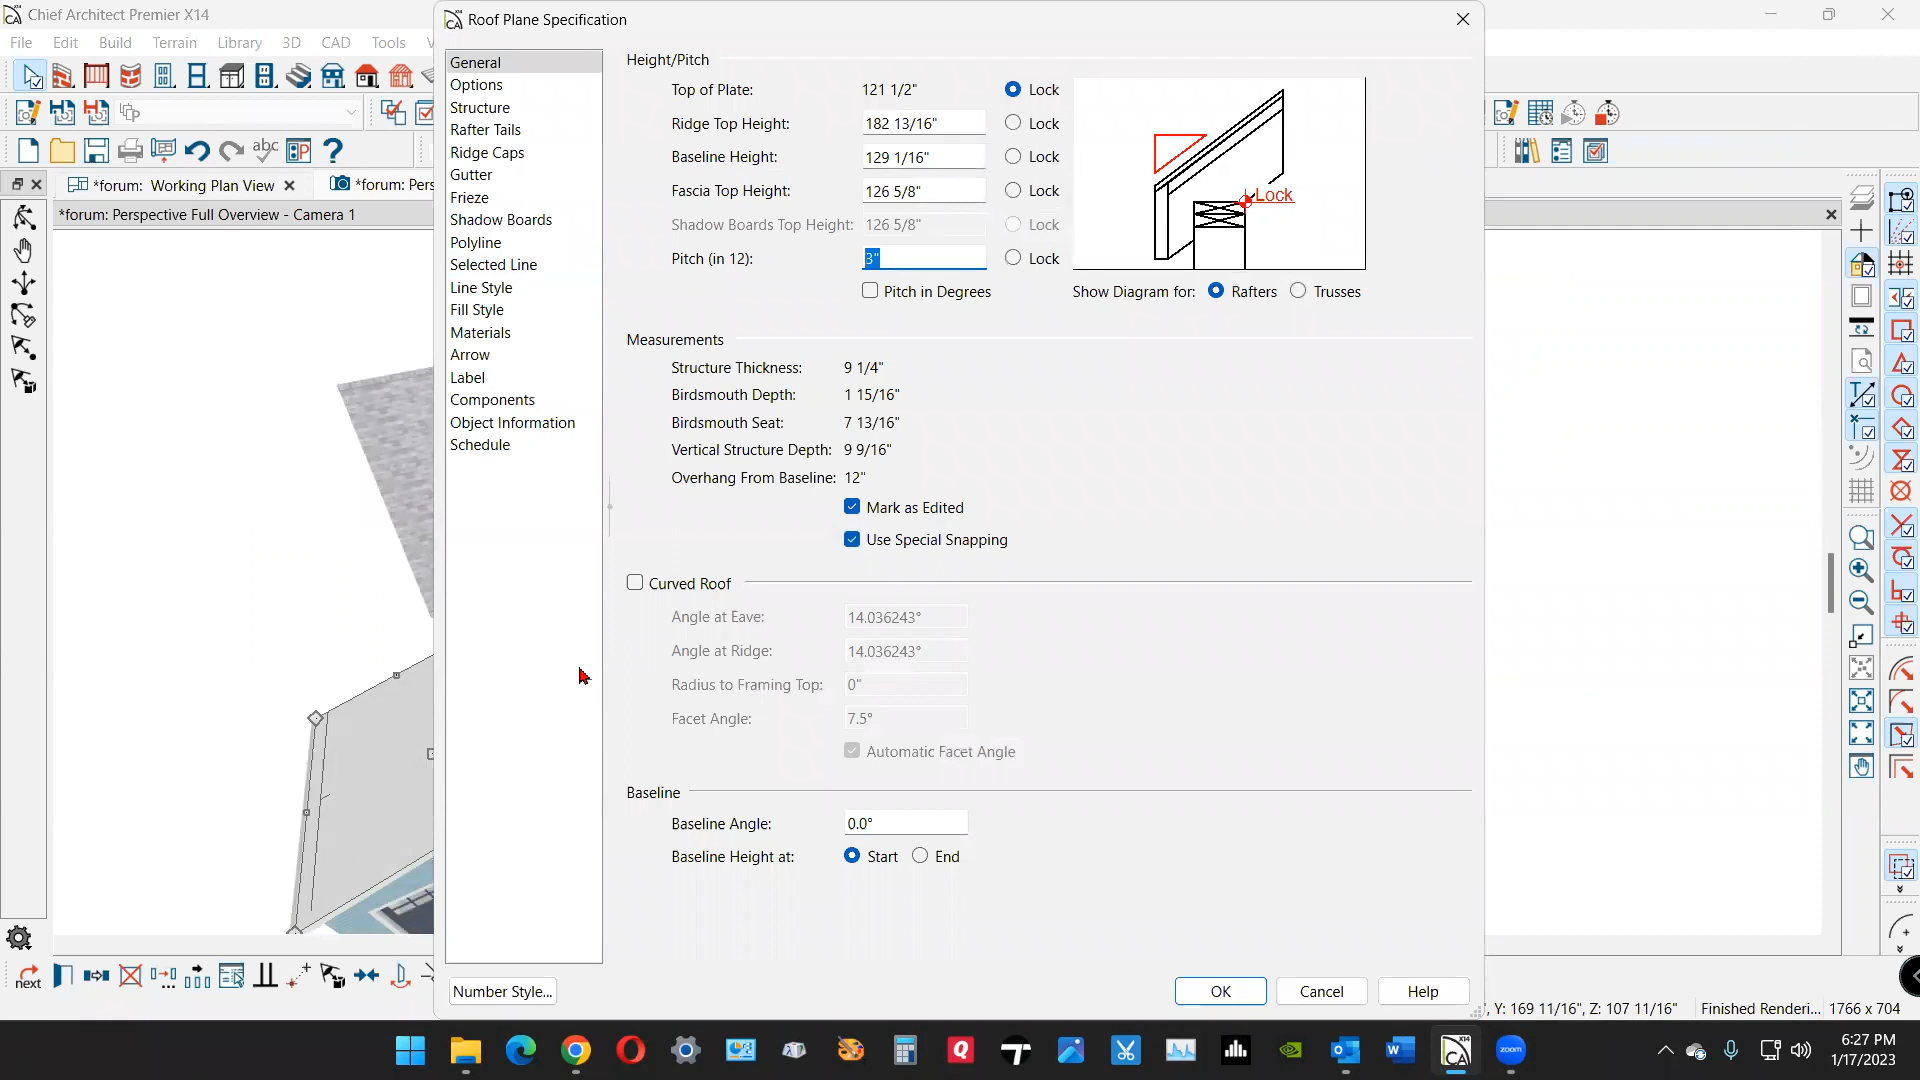 Chief Architect Premier X14
Roof Plane Specification
File Edit Build Terrain Library 3D CAD Tools
*forum: Working Plan View
*forum: Pers
*forum: Perspective Full Overview - Camera 1
General
Options
Structure
Rafter Tails
Ridge Caps
Gutter
Frieze
Shadow Boards
Polyline
Selected Line
Line Style
Fill Style
Materials
Arrow
Label
Components
Object Information
Schedule
Height/Pitch
Top of Plate: 121 1/2" Lock
Ridge Top Height: 182 13/16" Lock
Baseline Height: 129 1/16" Lock
Fascia Top Height: 126 5/8" Lock
Shadow Boards Top Height: 126 5/8" Lock
Pitch (in 12): 3" Lock
Pitch in Degrees
Lock
Show Diagram for: Rafters Trusses
Measurements
Structure Thickness: 9 1/4"
Birdsmouth Depth: 1 15/16"
Birdsmouth Seat: 7 13/16"
Vertical Structure Depth: 9 9/16"
Overhang From Baseline: 12"
Mark as Edited
Use Special Snapping
Curved Roof
Angle at Eave: 14.036243°
Angle at Ridge: 14.036243°
Radius to Framing Top: 0"
Facet Angle: 7.5°
Automatic Facet Angle
Baseline
Baseline Angle: 0.0°
Baseline Height at: Start End
Number Style...
OK Cancel Help
next
, Y: 169 11/16", Z: 107 11/16" Finished Renderi... 1766 x 704
zoom
6:27 PM
1/17/2023